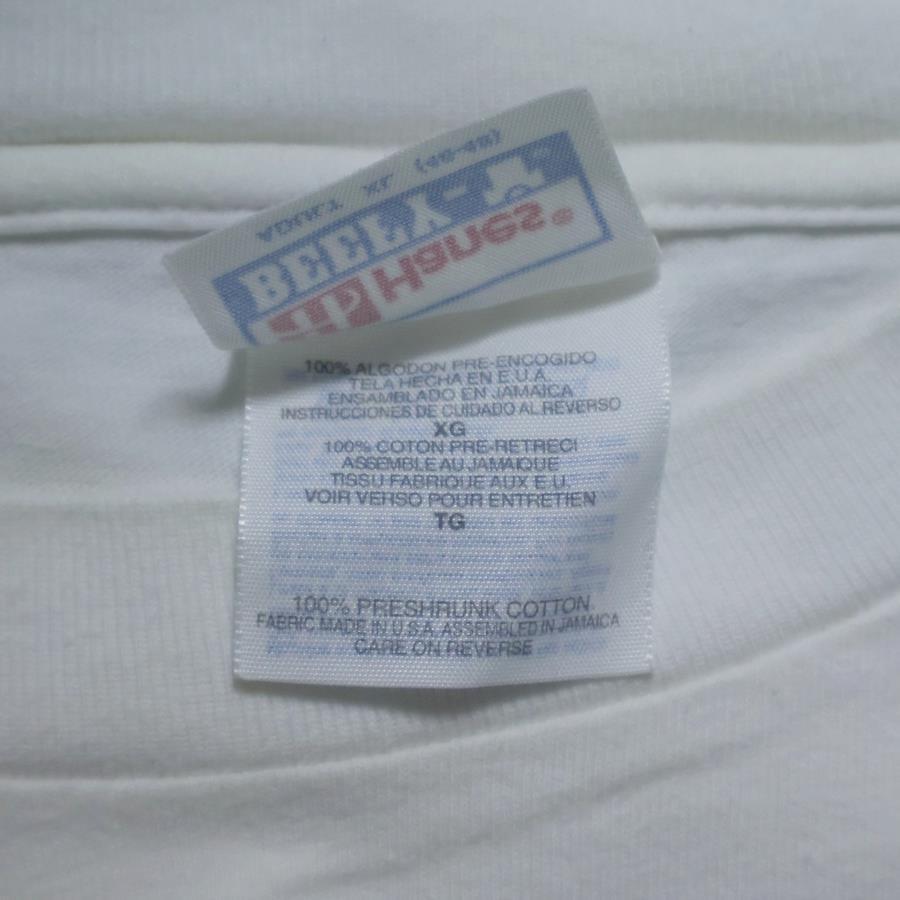 ADULT XL (46-48)
BEEFY-T
Hanes®
100% ALGODON PRE-ENCOGIDO
TELA HECHA EN E.U.A.
ENSAMBLADO EN JAMAICA
INSTRUCCIONES DE CUIDADO AL REVERSO
XG
100% COTON PRE-RETRECI
ASSEMBLE AU JAMAIQUE
TISSU FABRIQUE AUX E.U.
VOIR VERSO POUR ENTRETIEN
TG
100% PRESHRUNK COTTON
FABRIC MADE IN U.S.A. ASSEMBLED IN JAMAICA
CARE ON REVERSE